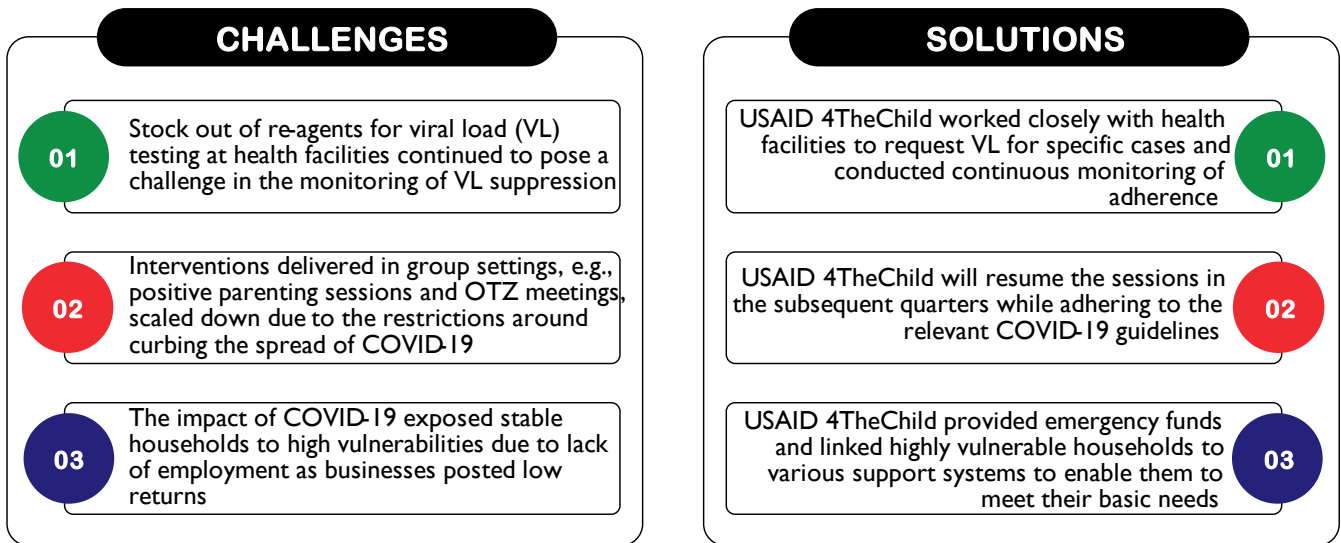 CHALLENGES
01
Stock out of re-agents for viral load (VL)
testing at health facilities continued to pose a
challenge in the monitoring of VL suppression
02
Interventions delivered in group settings, e.g.,
positive parenting sessions and OTZ meetings,
scaled down due to the restrictions around
curbing the spread of COVID-19
03
The impact of COVID-19 exposed stable
households to high vulnerabilities due to lack
of employment as businesses posted low
returns
SOLUTIONS
USAID 4TheChild worked closely with health
facilities to request VL for specific cases and
conducted continuous monitoring of
adherence
01
USAID 4TheChild will resume the sessions in
the subsequent quarters while adhering to the
relevant COVID-19 guidelines
02
USAID 4TheChild provided emergency funds
and linked highly vulnerable households to
various support systems to enable them to
meet their basic needs
03